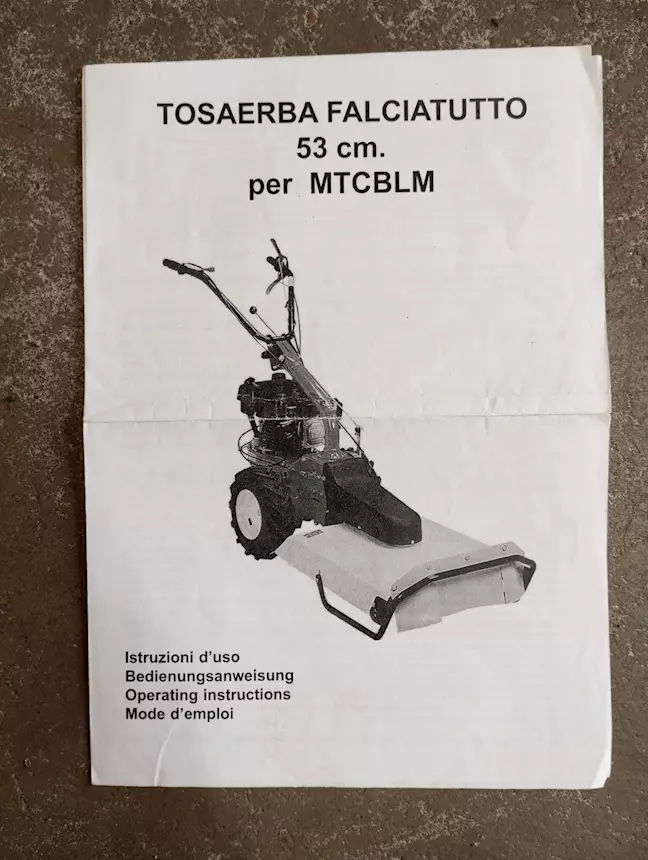 TOSAERBA FALCIATUTTO
53 cm.
per MTCBLM
Istruzioni d'uso
Bedienungsanweisung
Operating instructions
Mode d'emploi